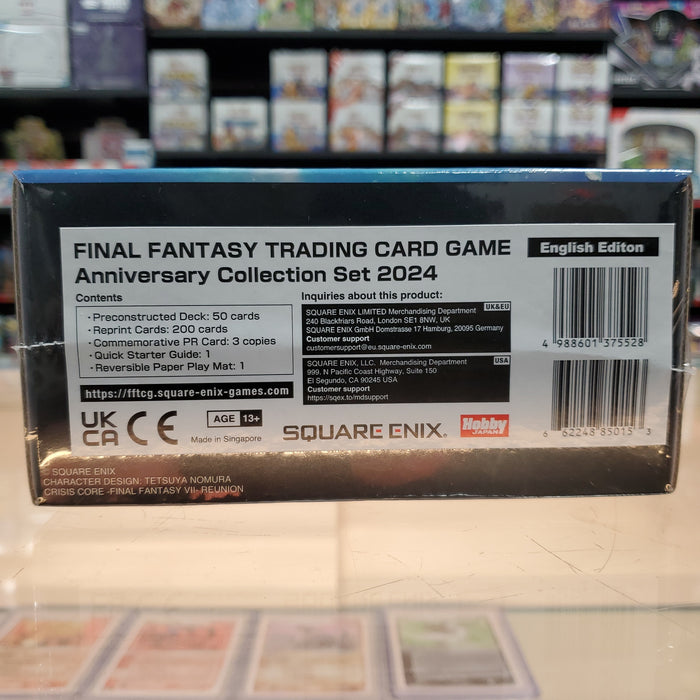 FINAL FANTASY TRADING CARD GAME
English Editon
Anniversary Collection Set 2024
Contents
・Preconstructed Deck: 50 cards
・Reprint Cards: 200 cards
・Commemorative PR Card: 3 copies
・Quick Starter Guide: 1
・Reversible Paper Play Mat: 1
https://fftcg.square-enix-games.com
Inquiries about this product:
UK&EU
SQUARE ENIX LIMITED Merchandising Department
240 Blackfriars Road, London SE1 8NW, UK
SQUARE ENIX GmbH Domstrasse 17 Hamburg, 20095 Germany
Customer support
customersupport@eu.square-enix.com
USA
SQUARE ENIX, LLC. Merchandising Department
999, N Pacific Coast Highway, Suite 150
El Segundo, CA 90245 USA
Customer support
https://sqex.to/mdsupport
4 988601 375528
UK
CA
CE
AGE 13+
Made in Singapore
SQUARE ENIX®
Hobby
JAPAN
6 62248 85015 3
© SQUARE ENIX
CHARACTER DESIGN: TETSUYA NOMURA
CRISIS CORE -FINAL FANTASY VII- REUNION